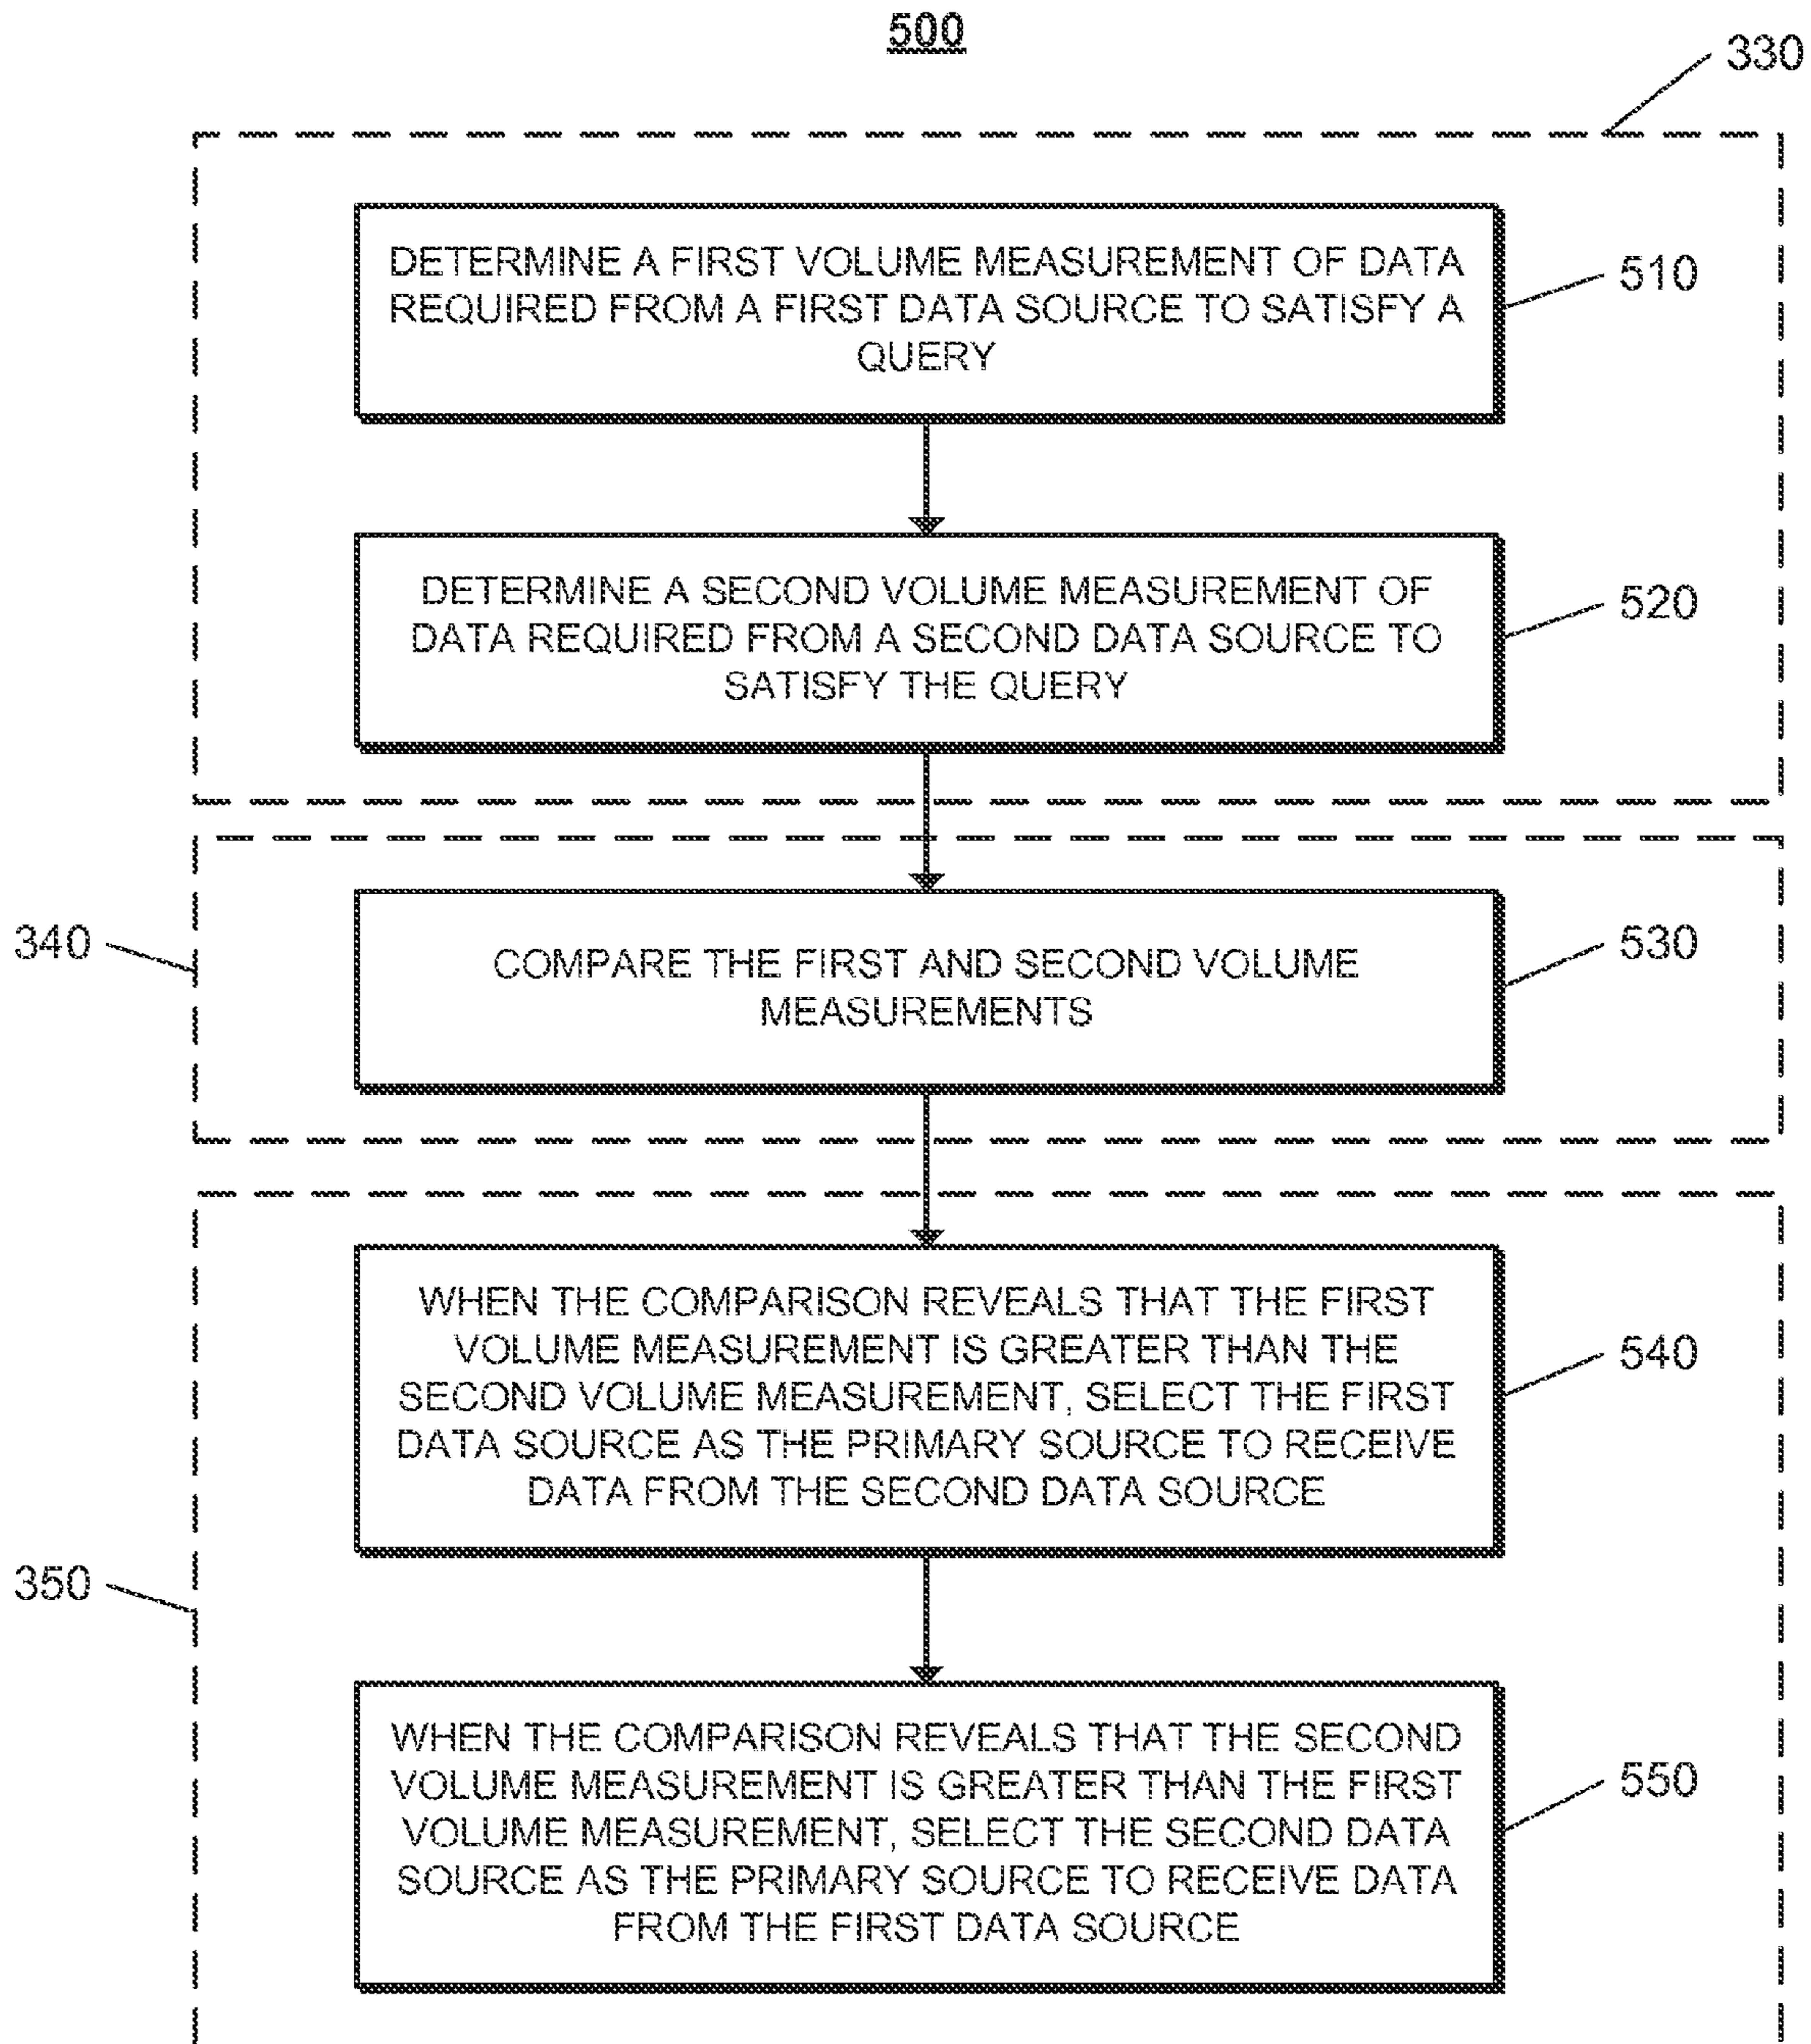 500
330
DETERMINE A FIRST VOLUME MEASUREMENT OF DATA
REQUIRED FROM A FIRST DATA SOURCE TO SATISFY A
QUERY
510
DETERMINE A SECOND VOLUME MEASUREMENT OF
DATA REQUIRED FROM A SECOND DATA SOURCE TO
SATISFY THE QUERY
520
340
COMPARE THE FIRST AND SECOND VOLUME
MEASUREMENTS
530
WHEN THE COMPARISON REVEALS THAT THE FIRST
VOLUME MEASUREMENT IS GREATER THAN THE
SECOND VOLUME MEASUREMENT, SELECT THE FIRST
DATA SOURCE AS THE PRIMARY SOURCE TO RECEIVE
DATA FROM THE SECOND DATA SOURCE
540
350
WHEN THE COMPARISON REVEALS THAT THE SECOND
VOLUME MEASUREMENT IS GREATER THAN THE FIRST
VOLUME MEASUREMENT, SELECT THE SECOND DATA
SOURCE AS THE PRIMARY SOURCE TO RECEIVE DATA
FROM THE FIRST DATA SOURCE
550